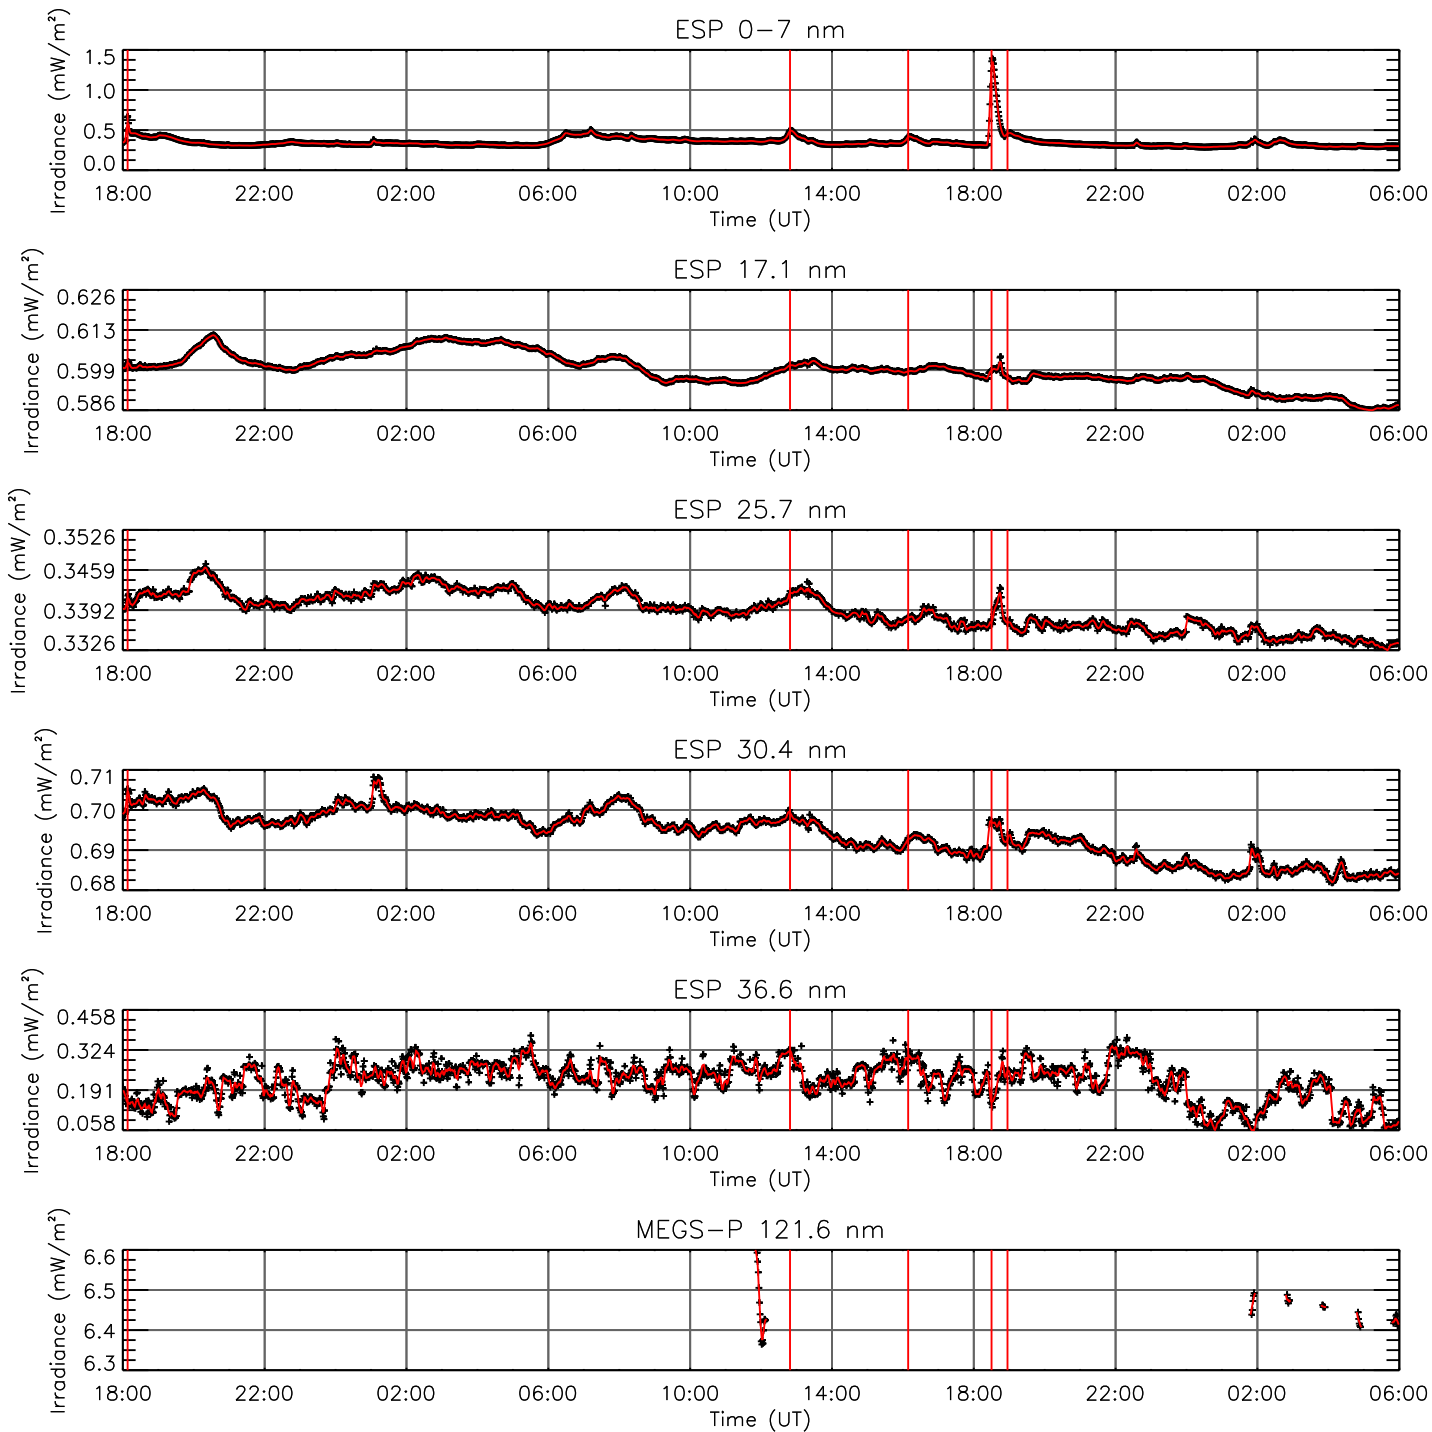 ESP 0-7 nm
Irradiance (mW/m²)
1.5
1.0
0.5
0.0
18:00 22:00 02:00 06:00 10:00 14:00 18:00 22:00 02:00 06:00
Time (UT)
ESP 17.1 nm
Irradiance (mW/m²)
0.626
0.613
0.599
0.586
18:00 22:00 02:00 06:00 10:00 14:00 18:00 22:00 02:00 06:00
Time (UT)
ESP 25.7 nm
Irradiance (mW/m²)
0.3526
0.3459
0.3392
0.3326
18:00 22:00 02:00 06:00 10:00 14:00 18:00 22:00 02:00 06:00
Time (UT)
ESP 30.4 nm
Irradiance (mW/m²)
0.71
0.70
0.69
0.68
18:00 22:00 02:00 06:00 10:00 14:00 18:00 22:00 02:00 06:00
Time (UT)
ESP 36.6 nm
Irradiance (mW/m²)
0.458
0.324
0.191
0.058
18:00 22:00 02:00 06:00 10:00 14:00 18:00 22:00 02:00 06:00
Time (UT)
MEGS-P 121.6 nm
Irradiance (mW/m²)
6.6
6.5
6.4
6.3
18:00 22:00 02:00 06:00 10:00 14:00 18:00 22:00 02:00 06:00
Time (UT)